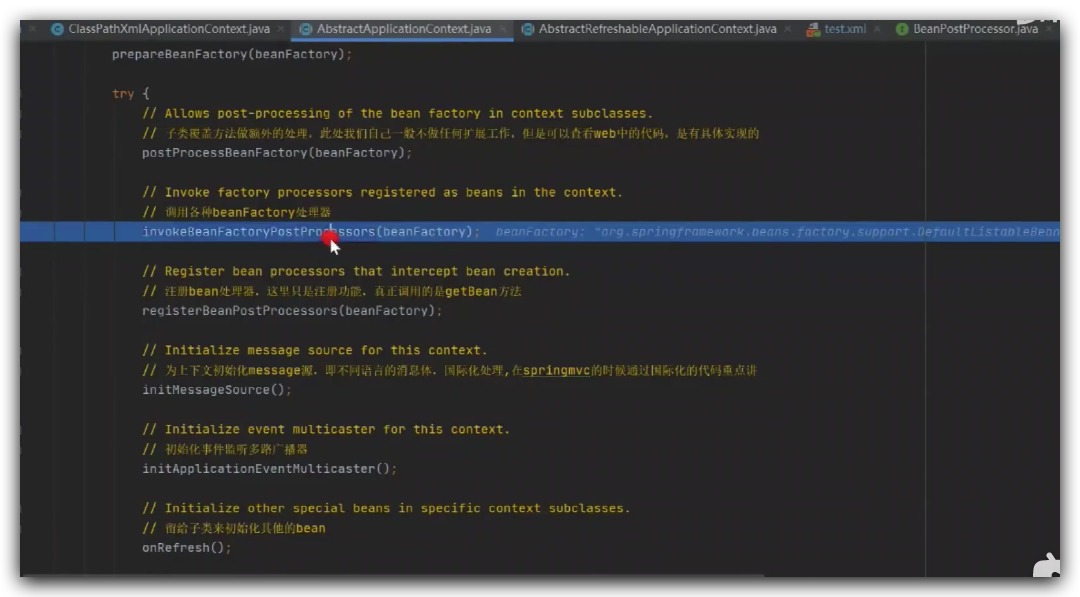 ClassPathXmlApplicationContext.java × AbstractApplicationContext.java × AbstractRefreshableApplicationContext.java × test.xml × BeanPostProcessor.java ×
prepareBeanFactory(beanFactory);
try {
// Allows post-processing of the bean factory in context subclasses.
// 子类覆盖方法做额外的处理，此处我们自己一般不做任何扩展工作，但是可以查看web中的代码，是有具体实现的
postProcessBeanFactory(beanFactory);
// Invoke factory processors registered as beans in the context.
// 调用各种beanFactory处理器
invokeBeanFactoryPostProcessors(beanFactory); beanFactory: "org.springframework.beans.factory.support.DefaultListableBean
// Register bean processors that intercept bean creation.
// 注册bean处理器，这里只是注册功能，真正调用的是getBean方法
registerBeanPostProcessors(beanFactory);
// Initialize message source for this context.
// 为上下文初始化message源，即不同语言的消息体，国际化处理,在springmvc的时候通过国际化的代码重点讲
initMessageSource();
// Initialize event multicaster for this context.
// 初始化事件监听多路广播器
initApplicationEventMulticaster();
// Initialize other special beans in specific context subclasses.
// 留给子类来初始化其他的bean
onRefresh();